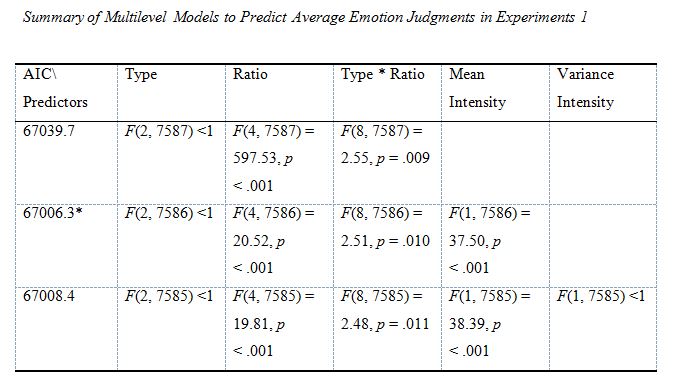 Summary of Multilevel Models to Predict Average Emotion Judgments in Experiments 1
AIC\ Type Ratio Type * Ratio Mean Variance
Predictors Intensity Intensity
67039.7 F(2, 7587) <1 F(4, 7587) = F(8, 7587) =
597.53, p 2.55, p = .009
< .001
67006.3* F(2, 7586) <1 F(4, 7586) = F(8, 7586) = F(1, 7586) =
20.52, p 2.51, p = .010 37.50, p
< .001 < .001
67008.4 F(2, 7585) <1 F(4, 7585) = F(8, 7585) = F(1, 7585) = F(1, 7585) <1
19.81, p 2.48, p = .011 38.39, p
< .001 < .001